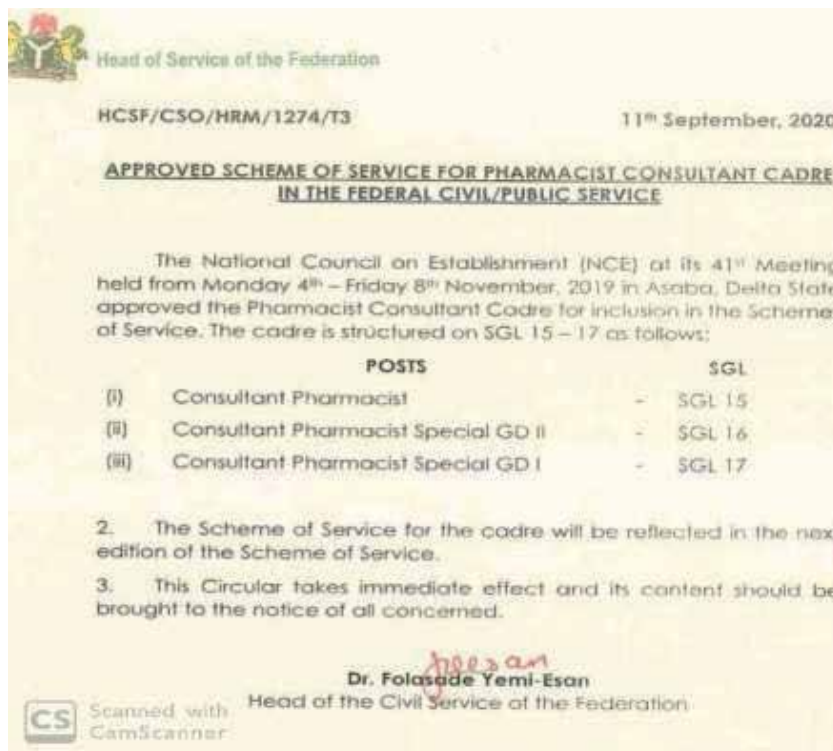 Head of Service of the Federation
HCSF/CSO/HRM/1274/T3 11th September, 2020
APPROVED SCHEME OF SERVICE FOR PHARMACIST CONSULTANT CADRE
IN THE FEDERAL CIVIL/PUBLIC SERVICE
The National Council on Establishment (NCE) at its 41st Meeting
held from Monday 4th – Friday 8th November, 2019 in Asaba, Delta State
approved the Pharmacist Consultant Cadre for inclusion in the Scheme
of Service. The cadre is structured on SGL 15 – 17 as follows:
POSTS SGL
(i) Consultant Pharmacist - SGL 15
(ii) Consultant Pharmacist Special GD II - SGL 16
(iii) Consultant Pharmacist Special GD I - SGL 17
2. The Scheme of Service for the cadre will be reflected in the nex
edition of the Scheme of Service.
3. This Circular takes immediate effect and its content should be
brought to the notice of all concerned.
Dr. Folasade Yemi-Esan
Head of the Civil Service of the Federation
CS Scanned with
CamScanner